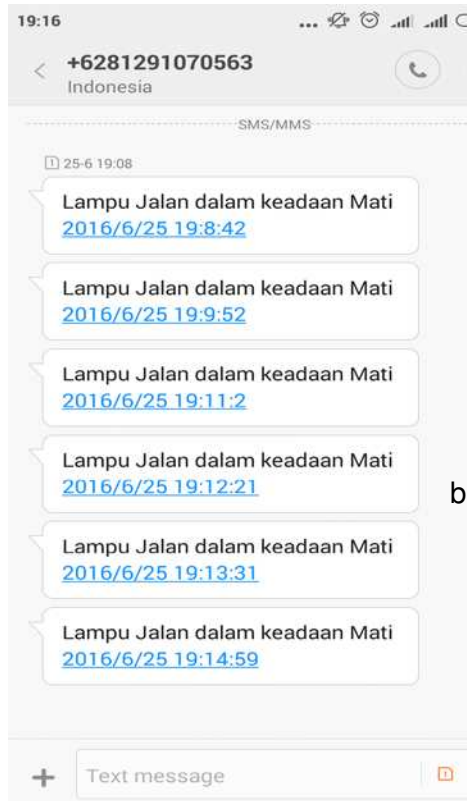 19:16
...
+6281291070563
Indonesia
SMS/MMS
1 25-6 19:08
Lampu Jalan dalam keadaan Mati
2016/6/25 19:8:42
Lampu Jalan dalam keadaan Mati
2016/6/25 19:9:52
Lampu Jalan dalam keadaan Mati
2016/6/25 19:11:2
Lampu Jalan dalam keadaan Mati
2016/6/25 19:12:21
b
Lampu Jalan dalam keadaan Mati
2016/6/25 19:13:31
Lampu Jalan dalam keadaan Mati
2016/6/25 19:14:59
Text message
1